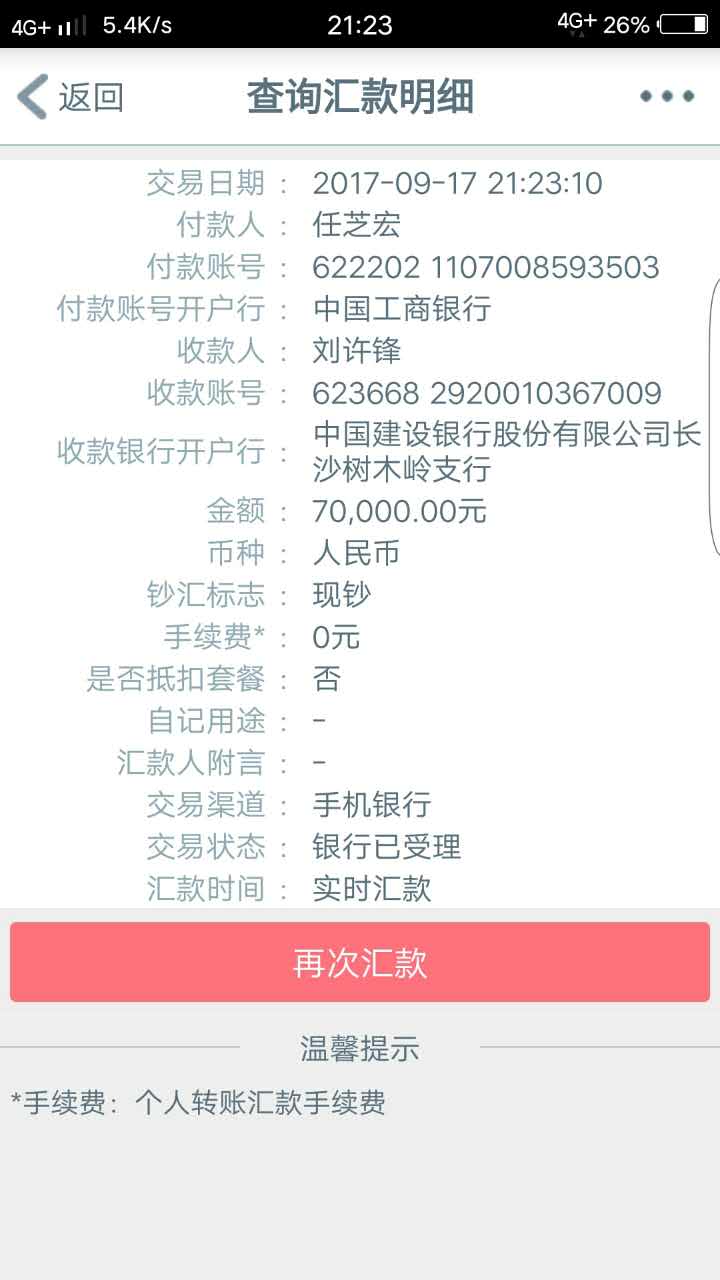 4G+ 5.4K/s 21:23 4G+ 26%
返回 查询汇款明细
交易日期： 2017-09-17 21:23:10
付款人： 任芝宏
付款账号： 622202 1107008593503
付款账号开户行： 中国工商银行
收款人： 刘许锋
收款账号： 623668 2920010367009
收款银行开户行： 中国建设银行股份有限公司长
沙树木岭支行
金额： 70,000.00元
币种： 人民币
钞汇标志： 现钞
手续费*： 0元
是否抵扣套餐： 否
自记用途： -
汇款人附言： -
交易渠道： 手机银行
交易状态： 银行已受理
汇款时间： 实时汇款
再次汇款
温馨提示
*手续费：个人转账汇款手续费